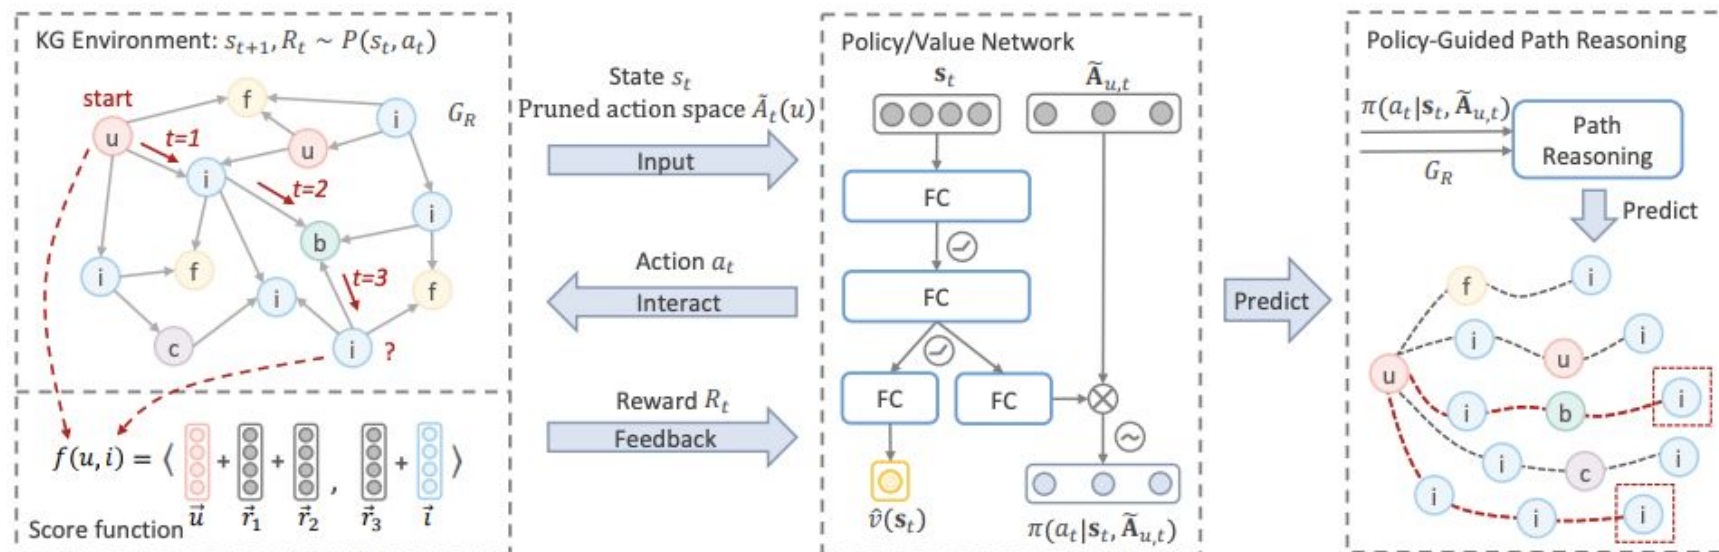 KG Environment: s_{t+1}, R_t ~ P(s_t, a_t)
start
G_R
u
f
i
u
t=1
i
t=2
i
b
i
f
i
t=3
f
c
i
?
f(u,i) = ⟨ + + , + ⟩
u⃗ r⃗_1 r⃗_2 r⃗_3 i⃗
Score function
State s_t
Pruned action space Ã_t(u)
Input
Action a_t
Interact
Reward R_t
Feedback
Policy/Value Network
s_t Ã_{u,t}
FC
FC
FC FC
v̂(s_t) π(a_t|s_t, Ã_{u,t})
Predict
Policy-Guided Path Reasoning
π(a_t|s_t, Ã_{u,t})
G_R
Path
Reasoning
Predict
f i
i u i
u
i b i
i c i
i i i